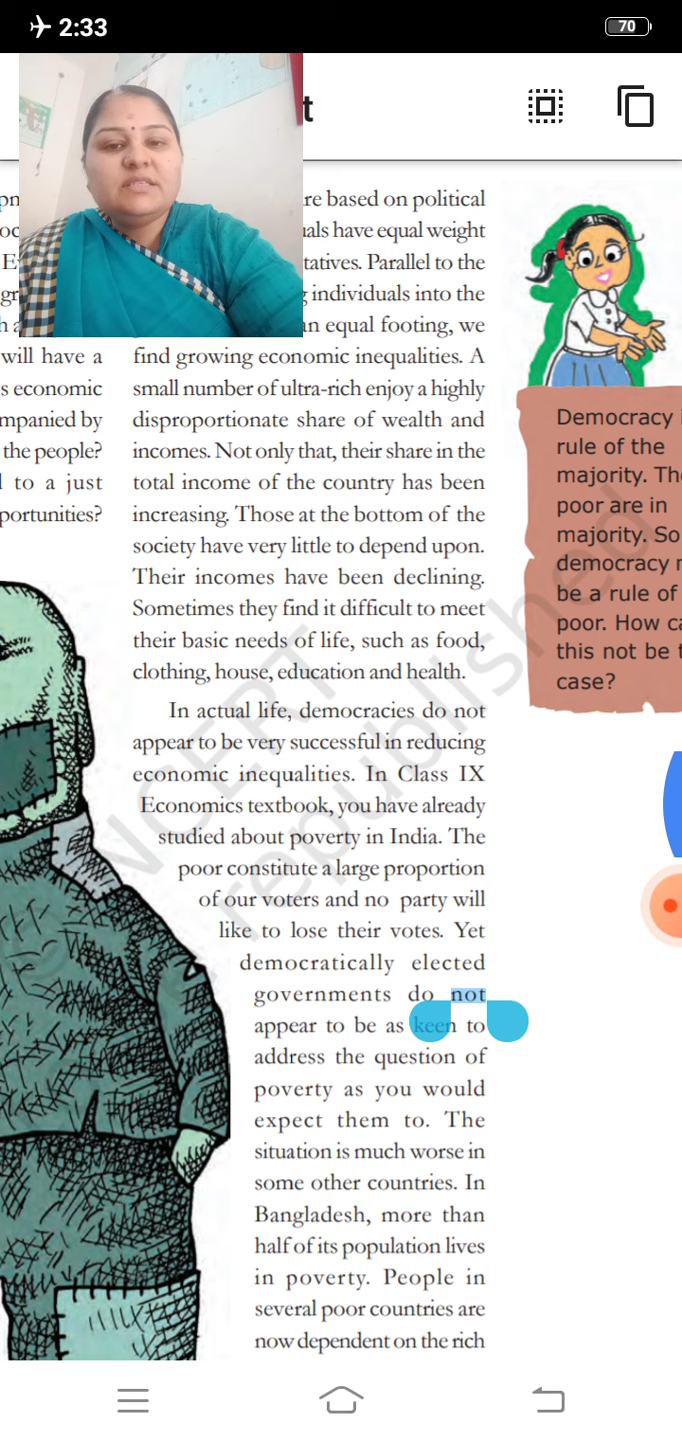 2:33
70
t
pn
oc
E
gr
h a
will have a
s economic
mpanied by
the people?
to a just
portunities?
re based on political
als have equal weight
tatives. Parallel to the
individuals into the
an equal footing, we
find growing economic inequalities. A
small number of ultra-rich enjoy a highly
disproportionate share of wealth and
incomes. Not only that, their share in the
total income of the country has been
increasing. Those at the bottom of the
society have very little to depend upon.
Their incomes have been declining.
Sometimes they find it difficult to meet
their basic needs of life, such as food,
clothing, house, education and health.
In actual life, democracies do not
appear to be very successful in reducing
economic inequalities. In Class IX
Economics textbook, you have already
studied about poverty in India. The
poor constitute a large proportion
of our voters and no party will
like to lose their votes. Yet
democratically elected
governments do not
appear to be as keen to
address the question of
poverty as you would
expect them to. The
situation is much worse in
some other countries. In
Bangladesh, more than
half of its population lives
in poverty. People in
several poor countries are
now dependent on the rich
Democracy i
rule of the
majority. The
poor are in
majority. So
democracy m
be a rule of
poor. How ca
this not be t
case?
NCERT
republished